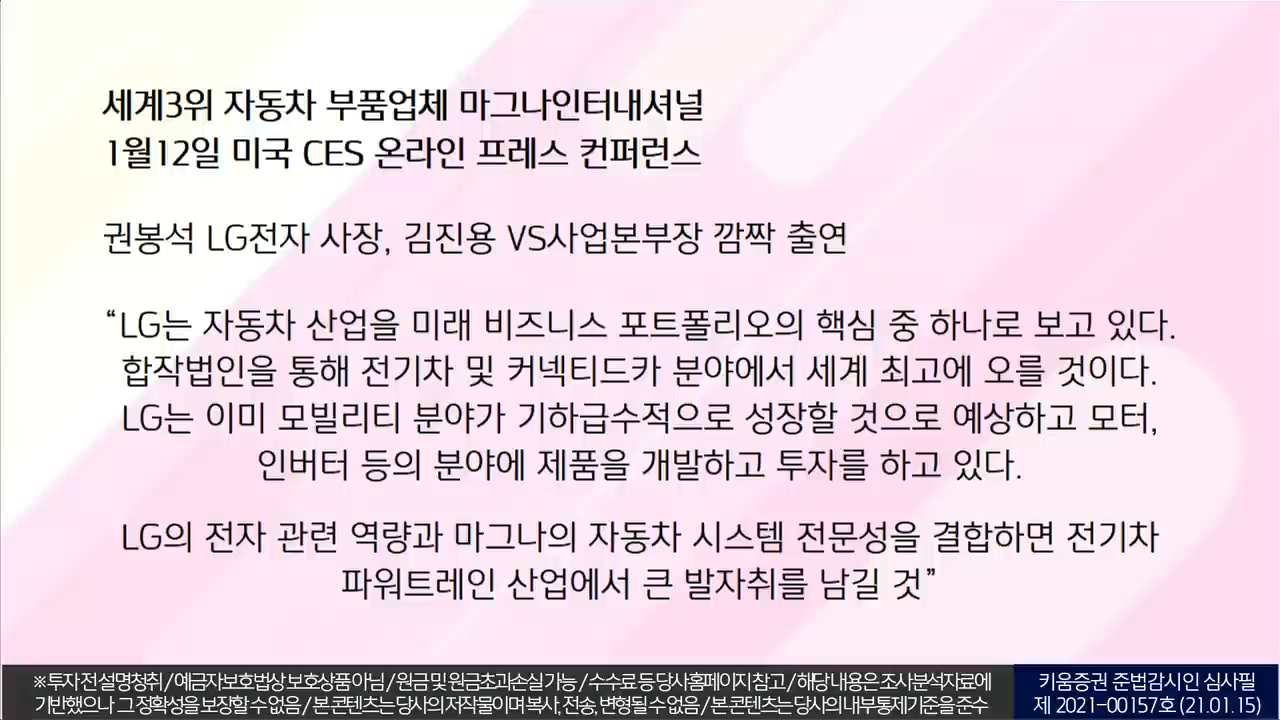 세계3위 자동차 부품업체 마그나인터내셔널
1월12일 미국 CES 온라인 프레스 컨퍼런스
권봉석 LG전자 사장, 김진용 VS사업본부장 깜짝 출연
“LG는 자동차 산업을 미래 비즈니스 포트폴리오의 핵심 중 하나로 보고 있다.
합작법인을 통해 전기차 및 커넥티드카 분야에서 세계 최고에 오를 것이다.
LG는 이미 모빌리티 분야가 기하급수적으로 성장할 것으로 예상하고 모터,
인버터 등의 분야에 제품을 개발하고 투자를 하고 있다.
LG의 전자 관련 역량과 마그나의 자동차 시스템 전문성을 결합하면 전기차
파워트레인 산업에서 큰 발자취를 남길 것”
※ 투자 전 설명청취 / 예금자보호법상 보호상품 아님 / 원금 및 원금초과손실 가능 / 수수료 등 당사홈페이지 참고 / 해당 내용은 조사분석자료에
기반했으나 그 정확성을 보장할 수 없음 / 본 콘텐츠는 당사의 저작물이며 복사, 전송, 변형될 수 없음 / 본 콘텐츠는 당사의 내부통제기준을 준수
키움증권 준법감시인 심사필
제 2021-00157호 (21.01.15)